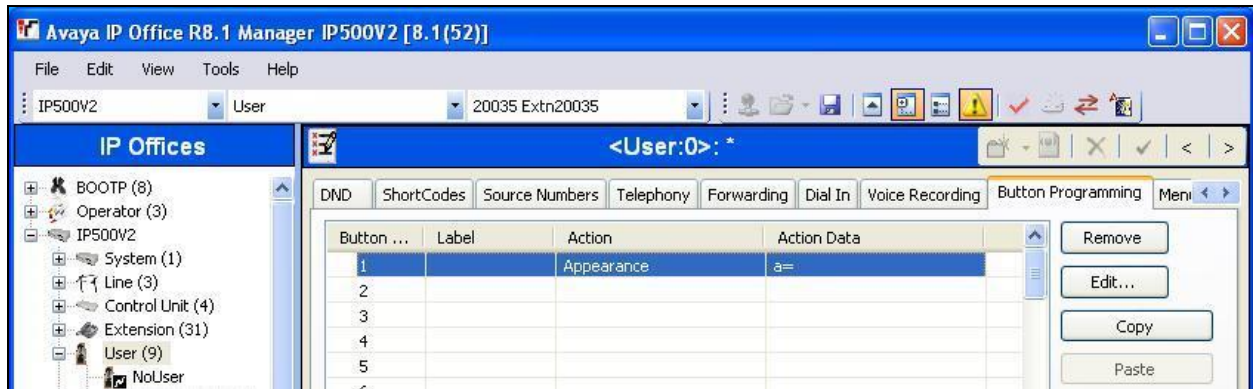 Avaya IP Office R8.1 Manager IP500V2 [8.1(52)]
File Edit View Tools Help
IP500V2 User 20035 Extn20035
IP Offices <User:0>: *
BOOTP (8)
Operator (3)
IP500V2
System (1)
Line (3)
Control Unit (4)
Extension (31)
User (9)
NoUser
DND ShortCodes Source Numbers Telephony Forwarding Dial In Voice Recording Button Programming Men
Button ... Label Action Action Data
1 Appearance a=
2
3
4
5
Remove
Edit...
Copy
Paste